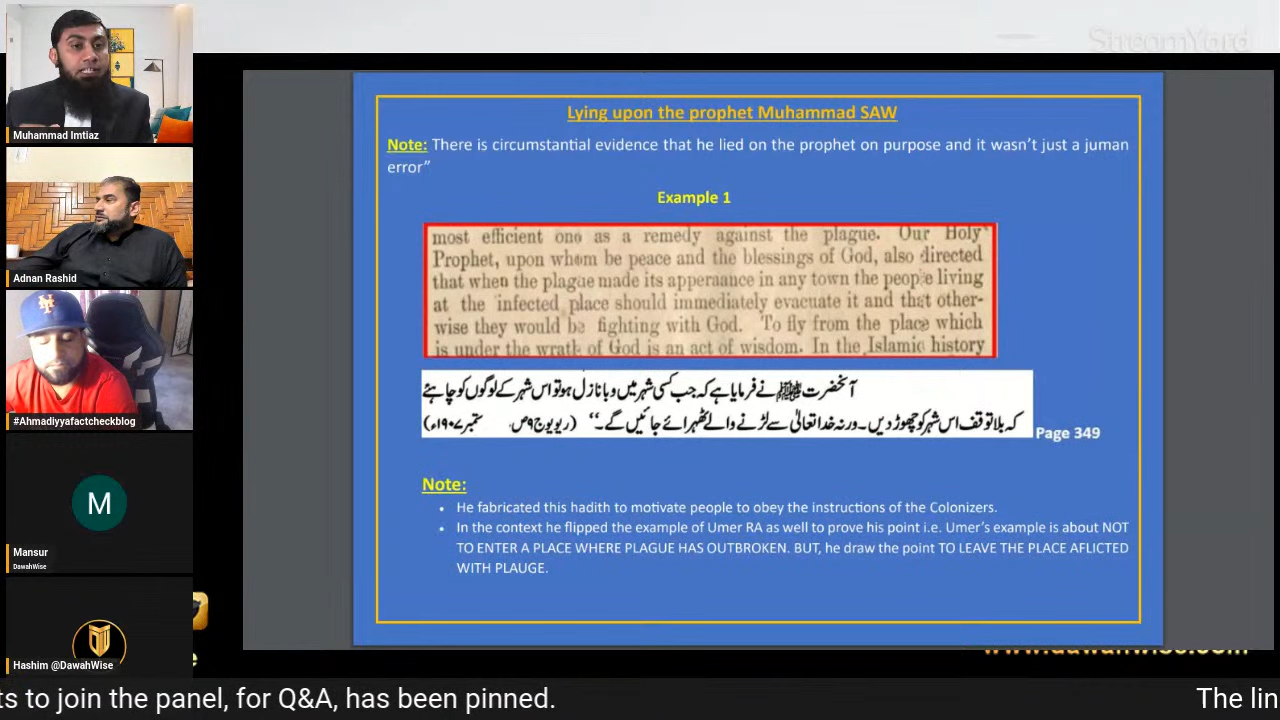 StreamYard
Muhammad Imtiaz
Adnan Rashid
#Ahmadiyyafactcheckblog
M
Mansur
DawahWise
Hashim @DawahWise
Lying upon the prophet Muhammad SAW
Note: There is circumstantial evidence that he lied on the prophet on purpose and it wasn't just a juman
error”
Example 1
most efficient one as a remedy against the plague. Our Holy
Prophet, upon whom be peace and the blessings of God, also directed
that when the plague made its appernance in any town the people living
at the infected place should immediately evacuate it and that other-
wise they would be fighting with God. To fly from the place which
is under the wrath of God is an act of wisdom. In the Islamic history
آنحضرت ﷺ نے فرمایا ہے کہ جب کسی شہر میں وبا نازل ہو تو اس شہر کے لوگوں کو چاہئے
کہ بلا توقف اس شہر کو چھوڑ دیں۔ ورنہ خدا تعالیٰ سے لڑنے والے ٹھہرائے جائیں گے۔‘‘ (ریویو ج۹ ص ستمبر ۱۹۰۷ء)
Page 349
Note:
• He fabricated this hadith to motivate people to obey the instructions of the Colonizers.
• In the context he flipped the example of Umer RA as well to prove his point i.e. Umer’s example is about NOT
TO ENTER A PLACE WHERE PLAGUE HAS OUTBROKEN. BUT, he draw the point TO LEAVE THE PLACE AFLICTED
WITH PLAUGE.
www.dawahwise.com
ts to join the panel, for Q&A, has been pinned.
The lin